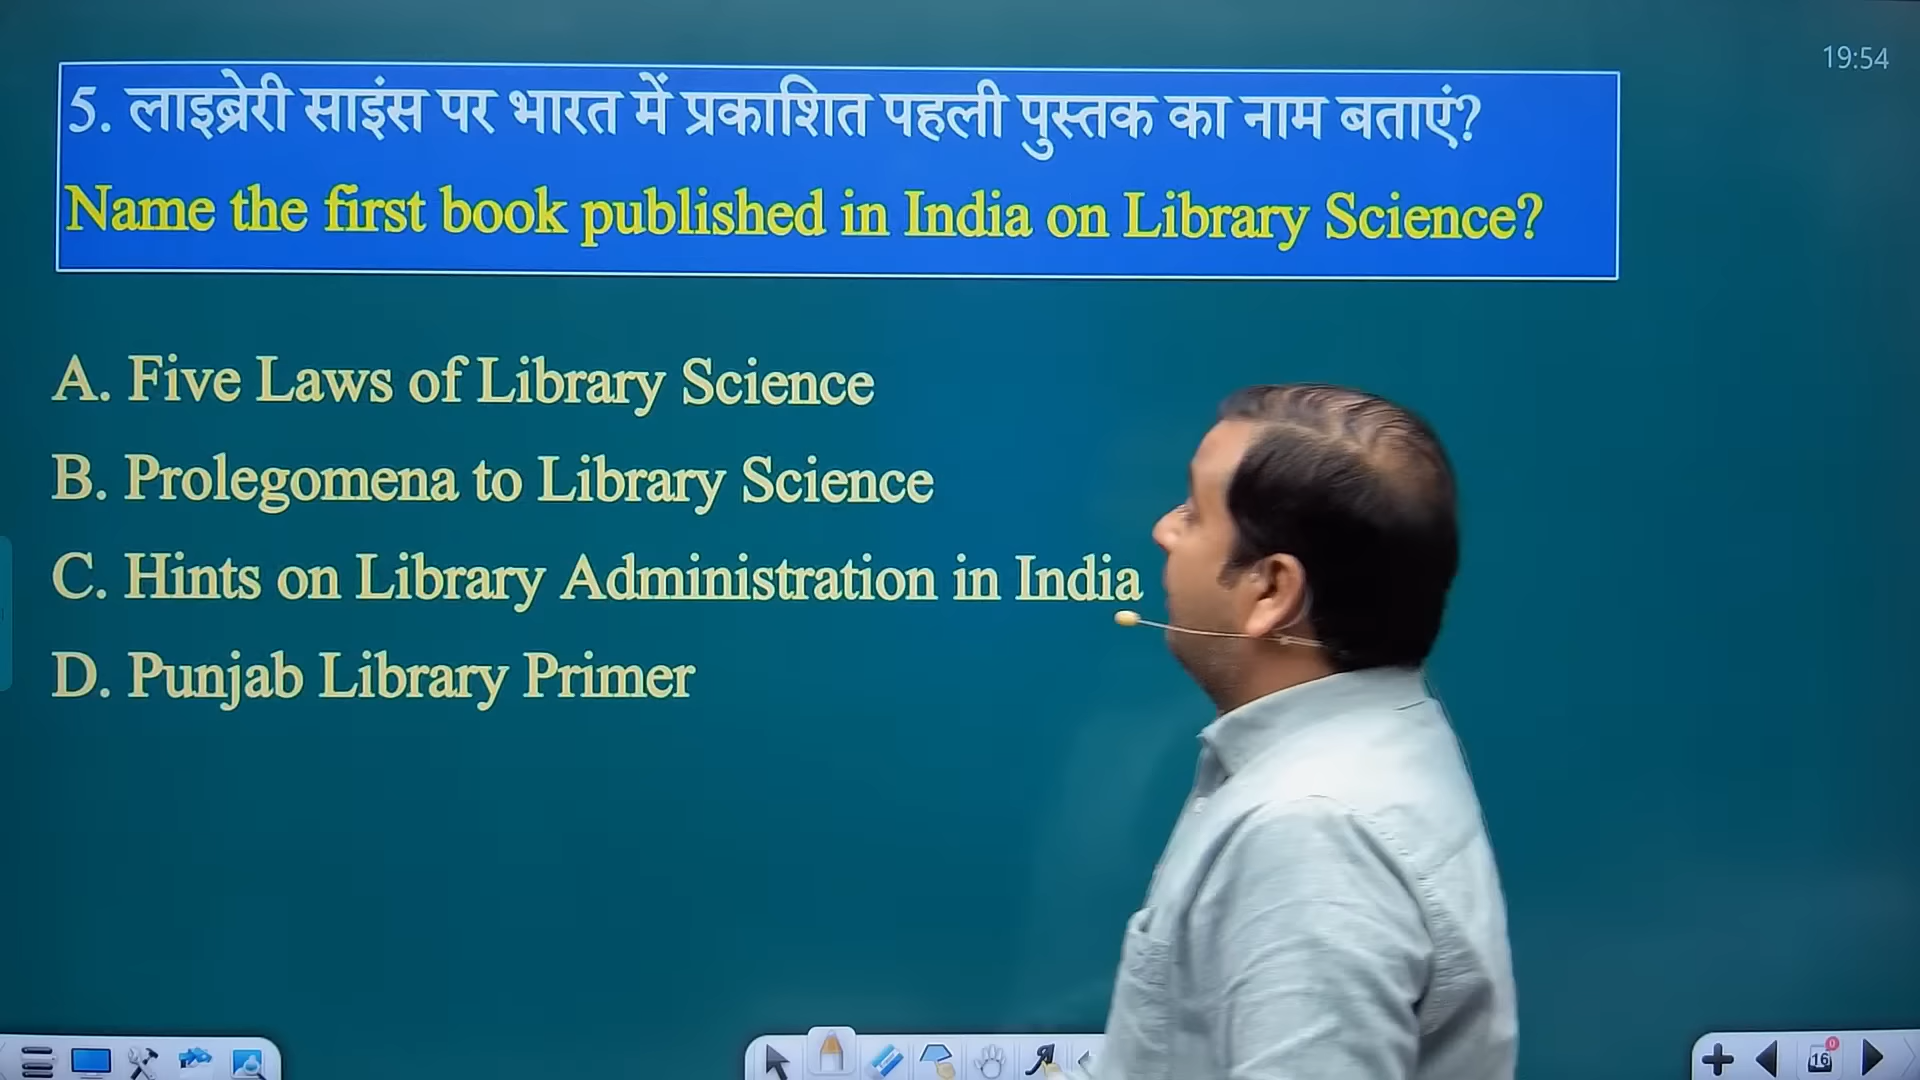 19:54
5. लाइब्रेरी साइंस पर भारत में प्रकाशित पहली पुस्तक का नाम बताएं?
Name the first book published in India on Library Science?
A. Five Laws of Library Science
B. Prolegomena to Library Science
C. Hints on Library Administration in India
D. Punjab Library Primer
0
16